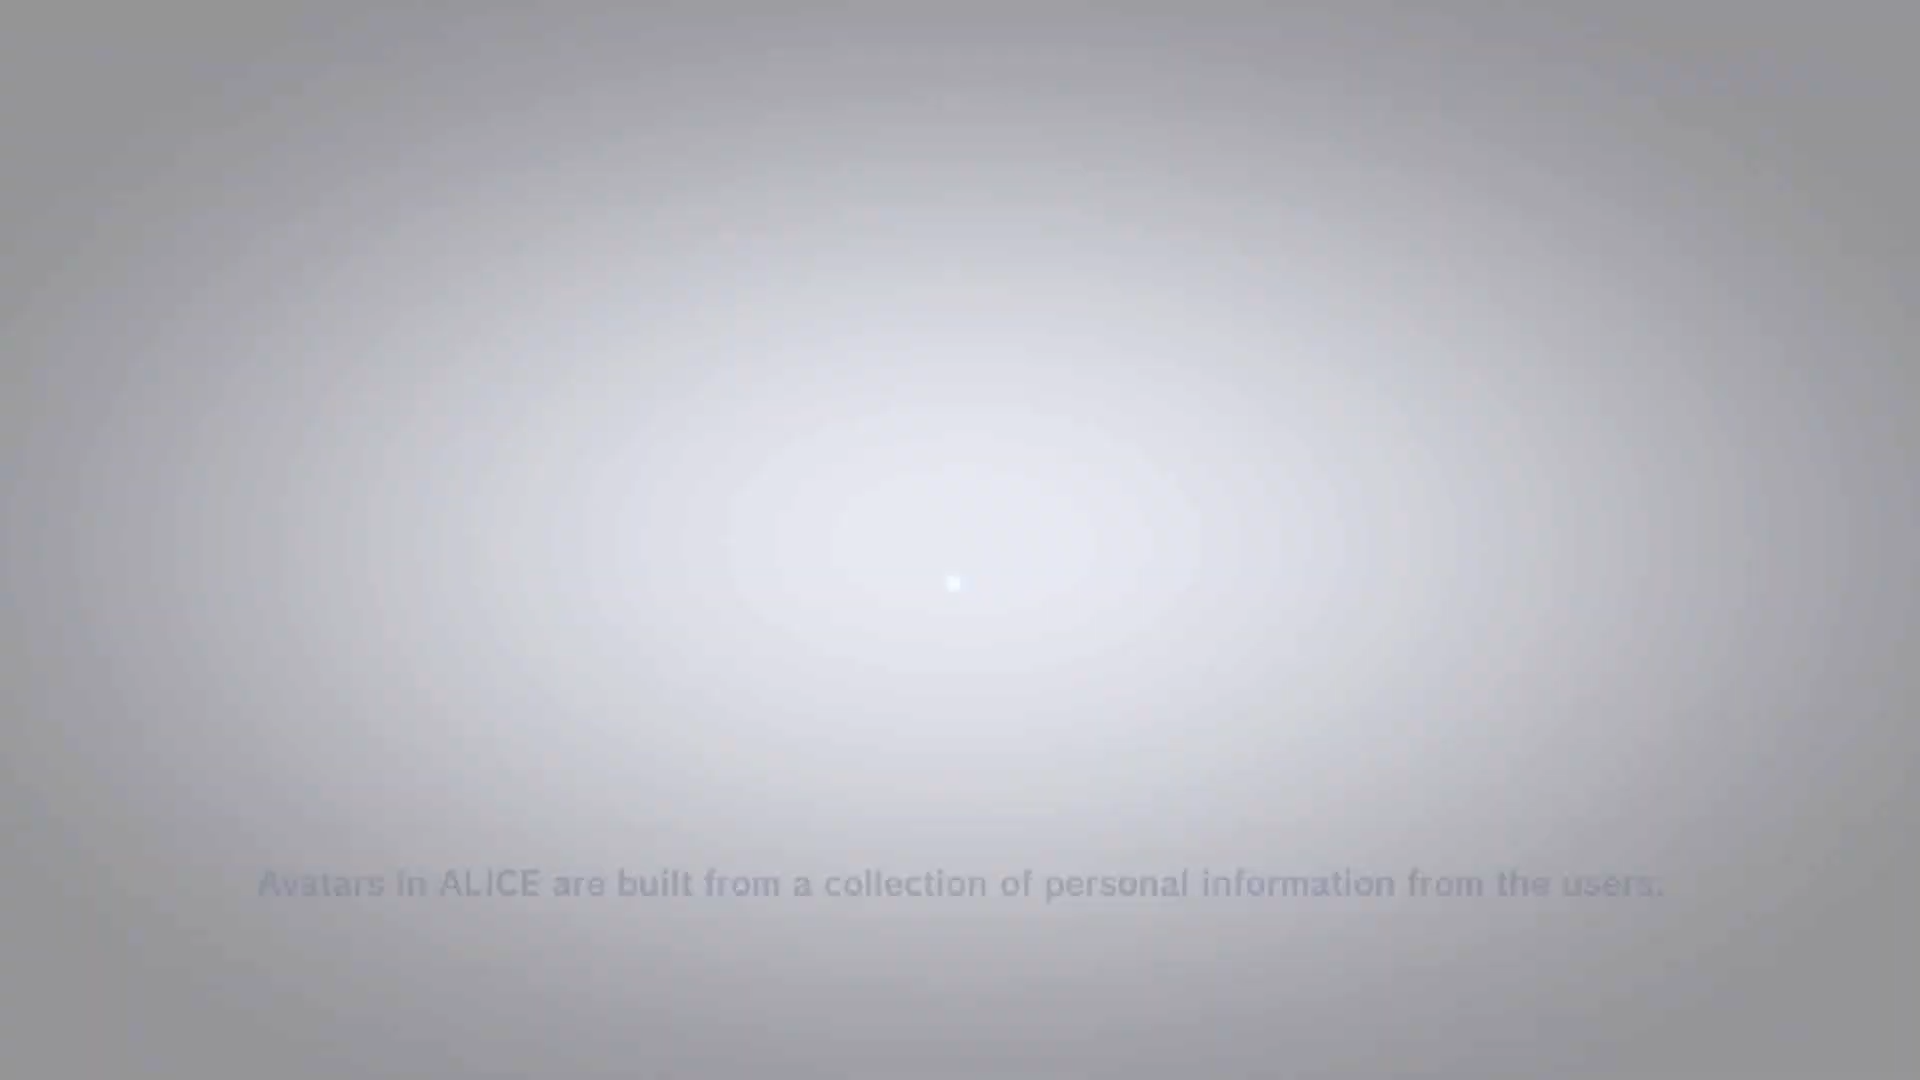 Avatars in ALICE are built from a collection of personal information from the users.